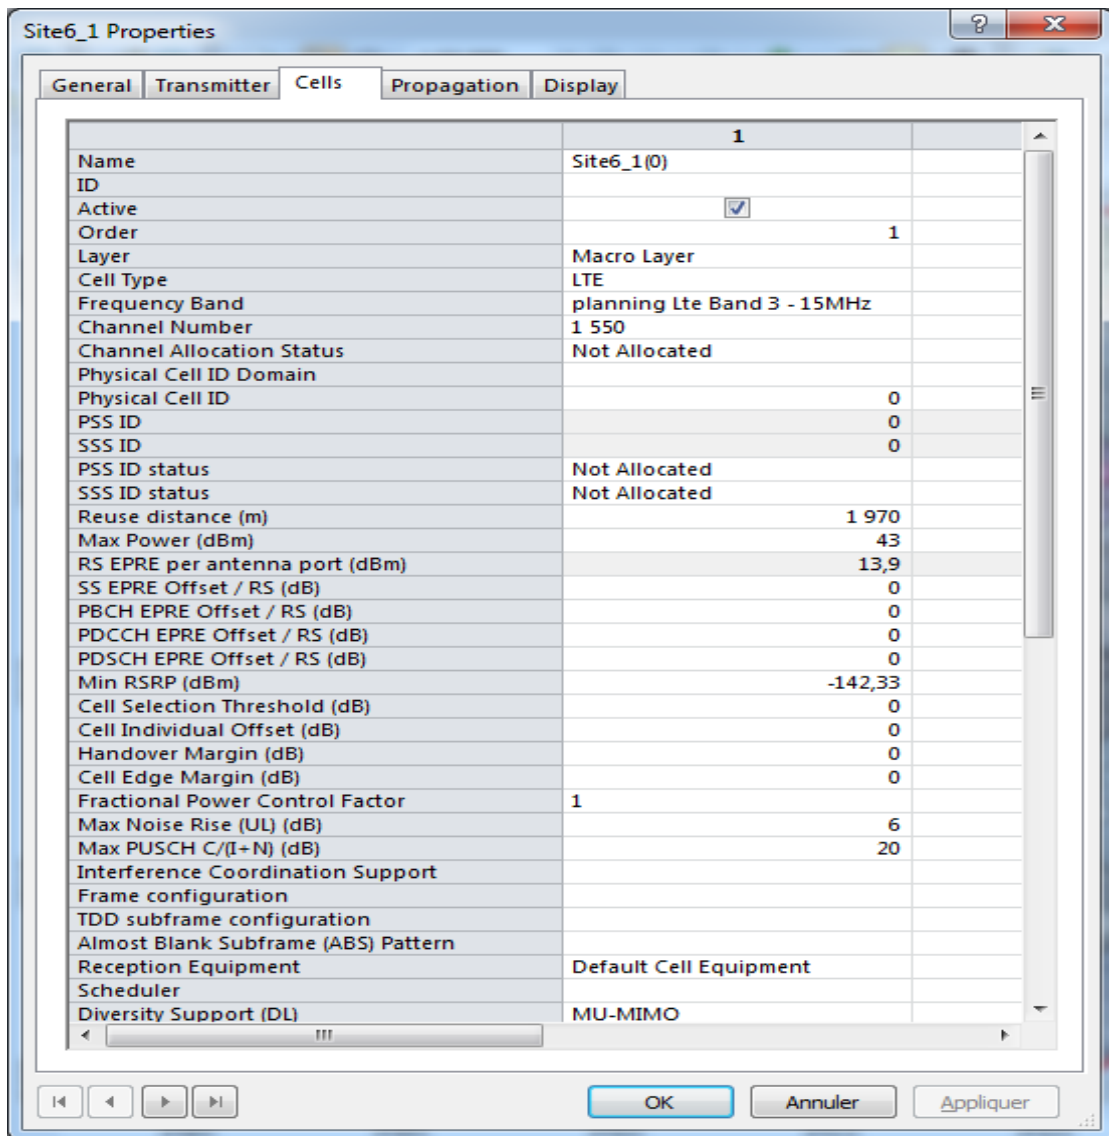 Site6_1 Properties
General Transmitter Cells Propagation Display
1
Name Site6_1(0)
ID
Active
Order 1
Layer Macro Layer
Cell Type LTE
Frequency Band planning Lte Band 3 - 15MHz
Channel Number 1 550
Channel Allocation Status Not Allocated
Physical Cell ID Domain
Physical Cell ID 0
PSS ID 0
SSS ID 0
PSS ID status Not Allocated
SSS ID status Not Allocated
Reuse distance (m) 1 970
Max Power (dBm) 43
RS EPRE per antenna port (dBm) 13,9
SS EPRE Offset / RS (dB) 0
PBCH EPRE Offset / RS (dB) 0
PDCCH EPRE Offset / RS (dB) 0
PDSCH EPRE Offset / RS (dB) 0
Min RSRP (dBm) -142,33
Cell Selection Threshold (dB) 0
Cell Individual Offset (dB) 0
Handover Margin (dB) 0
Cell Edge Margin (dB) 0
Fractional Power Control Factor 1
Max Noise Rise (UL) (dB) 6
Max PUSCH C/(I+N) (dB) 20
Interference Coordination Support
Frame configuration
TDD subframe configuration
Almost Blank Subframe (ABS) Pattern
Reception Equipment Default Cell Equipment
Scheduler
Diversity Support (DL) MU-MIMO
OK Annuler Appliquer